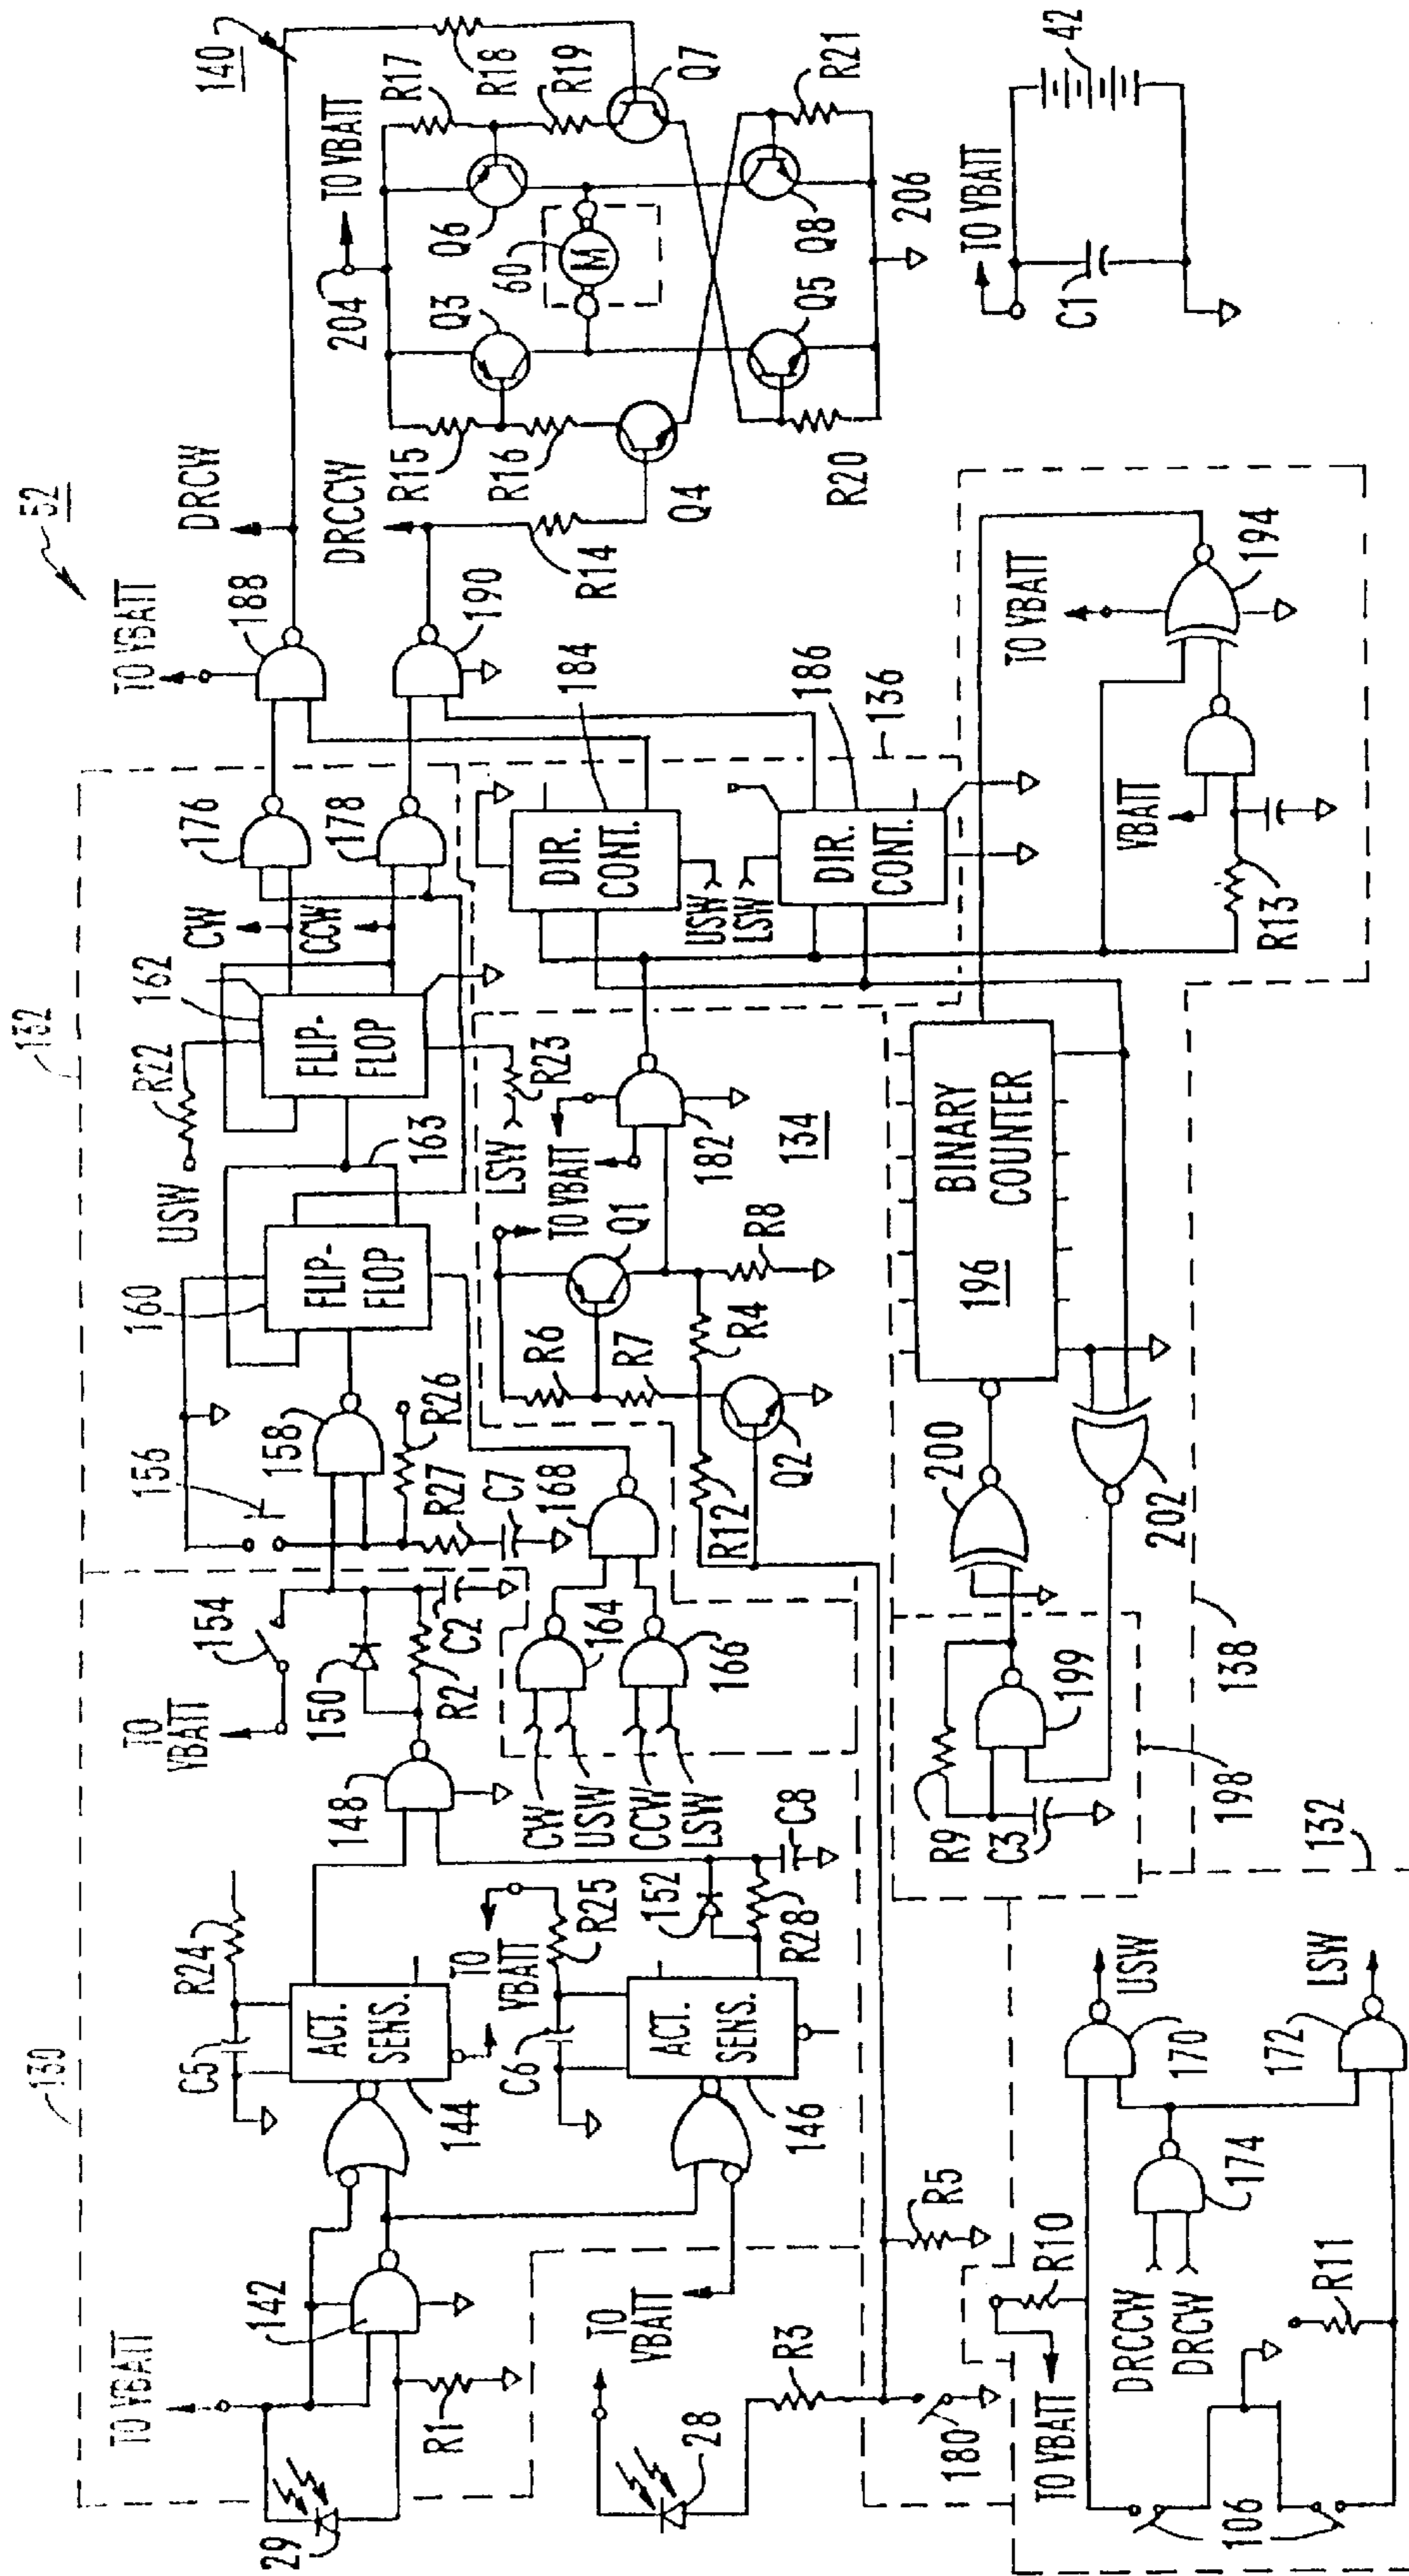 52
130
132
TO VBATT
142
29
R1
C5
R24
ACT. SENS.
144
TO VBATT
C6
R25
ACT. SENS.
146
152
R28
C8
148
TO VBATT
154
150
R2
C2
156
158
R26
R27
C7
CW
USW
CCW
LSW
164
166
168
160
FLIP-FLOP
163
USW
R22
162
FLIP-FLOP
LSW
R23
CW
CCW
176
178
TO VBATT
188
190
DRCW
DRCCW
140
R14
R15
R16
Q4
204
TO VBATT
Q3
Q6
R17
R18
R19
Q7
60
M
Q5
Q8
R20
R21
206
TO VBATT
C1
42
TO VBATT
28
R3
180
R5
R12
R6
R7
Q2
Q1
R4
R8
TO VBATT
182
134
DIR. CONT.
184
USW
LSW
DIR. CONT.
186
136
TO VBATT
194
VBATT
R13
BINARY COUNTER
196
200
202
R9
C3
199
198
138
132
TO VBATT
R10
106
DRCCW
DRCW
174
R11
170
172
USW
LSW